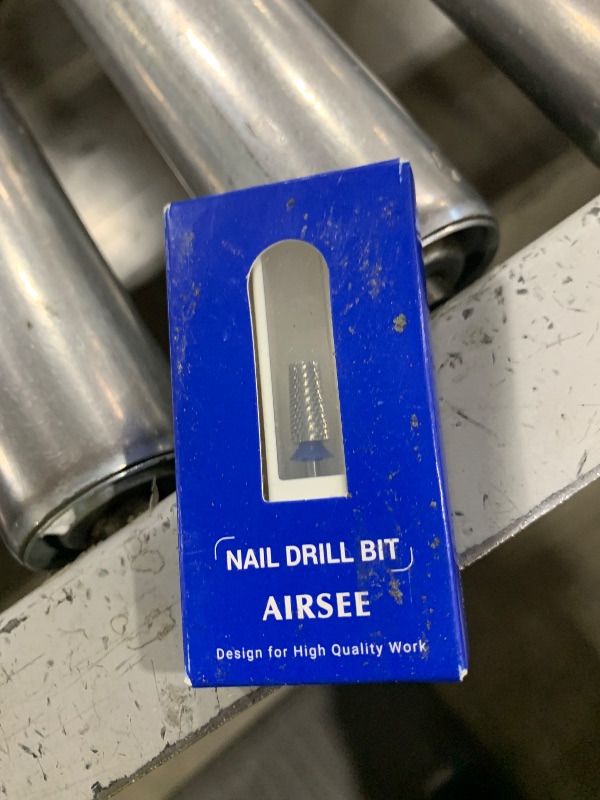 NAIL DRILL BIT
AIRSEE
Design for High Quality Work